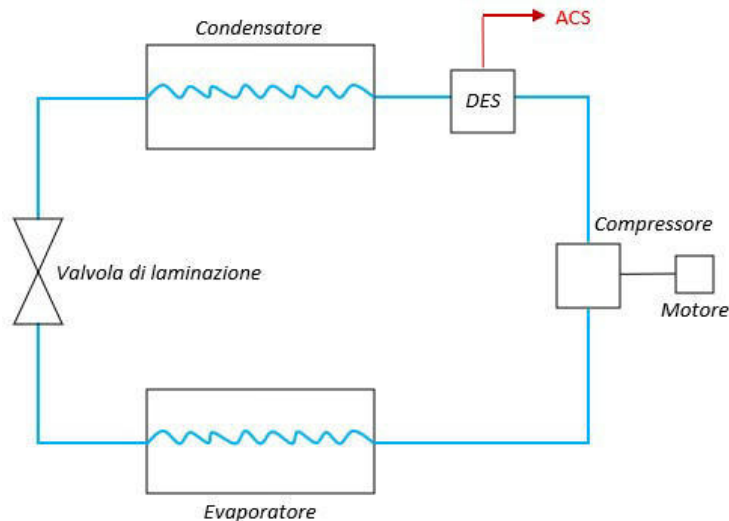 Condensatore
ACS
DES
Compressore
Valvola di laminazione
Motore
Evaporatore